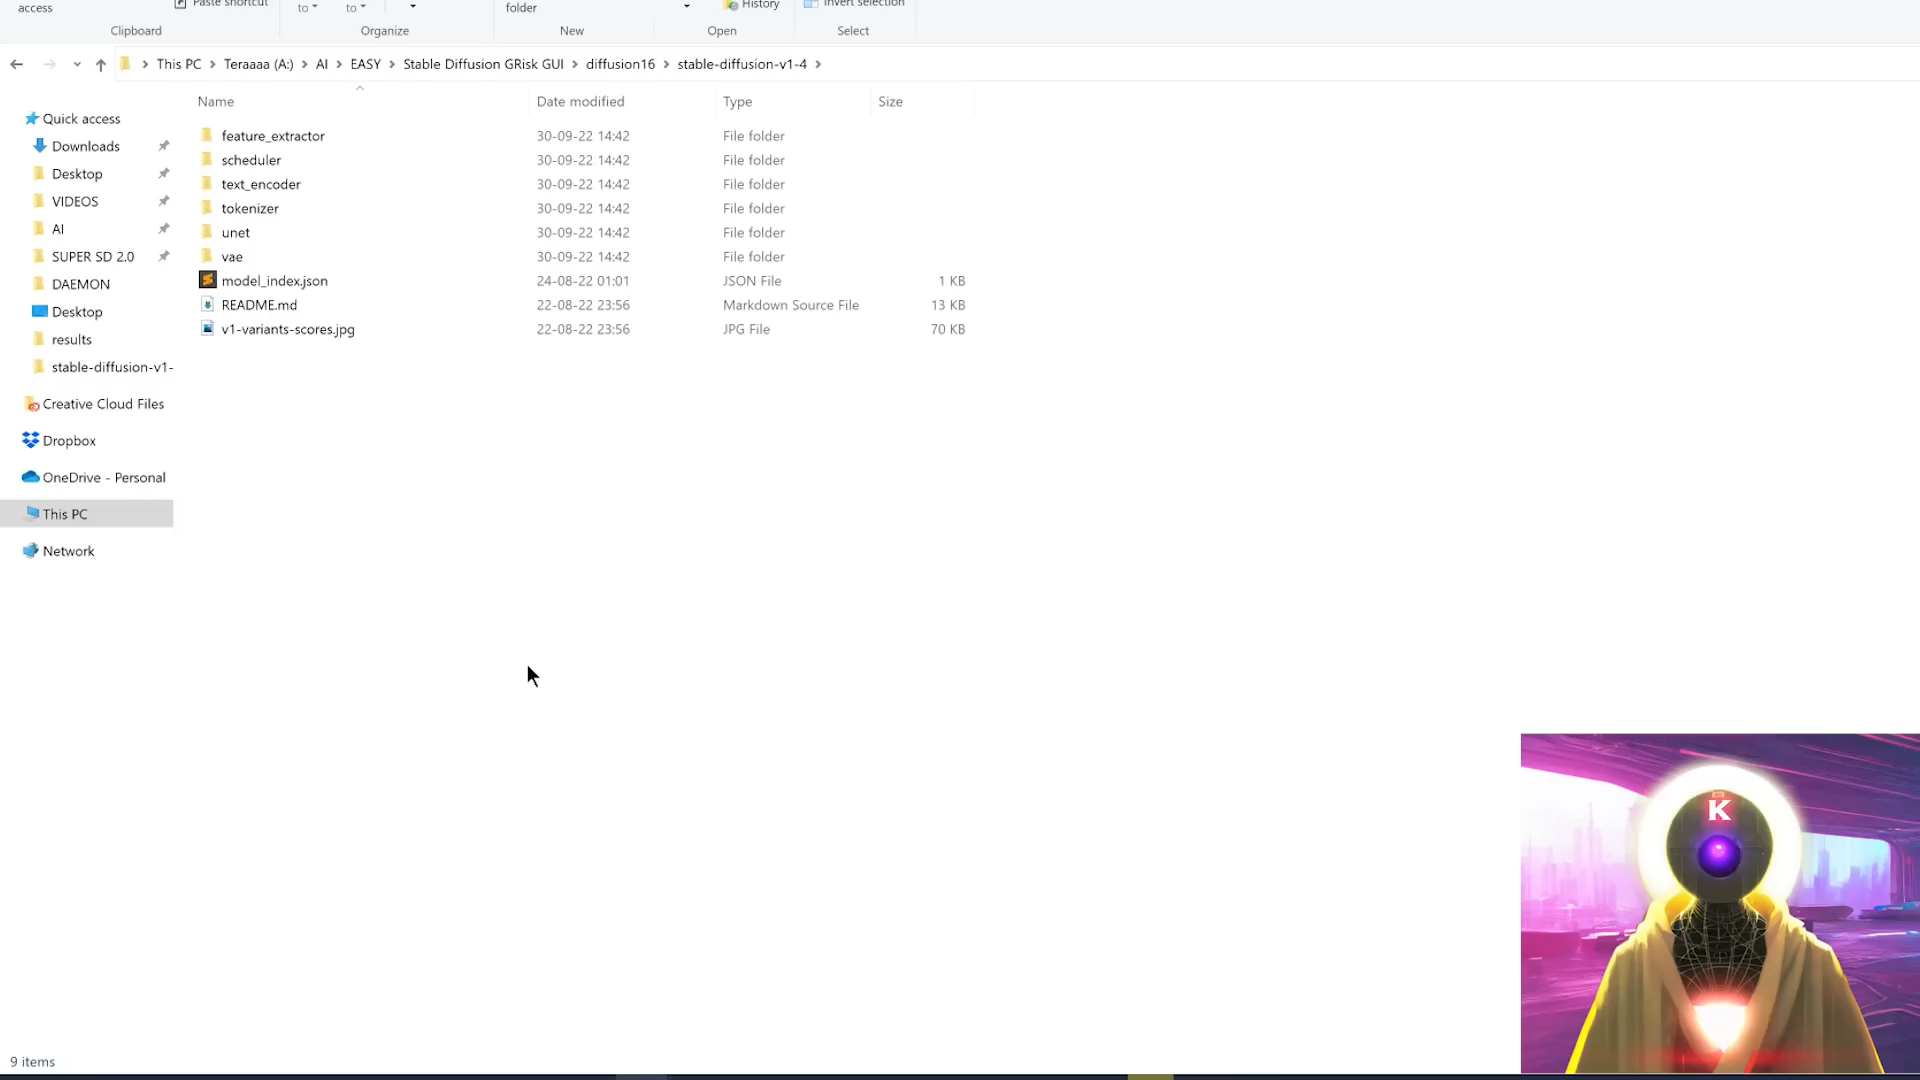 access
Paste shortcut
to
to
folder
History
Invert selection
Clipboard
Organize
New
Open
Select
This PC
Teraaaa (A:)
AI
EASY
Stable Diffusion GRisk GUI
diffusion16
stable-diffusion-v1-4
Name
Date modified
Type
Size
Quick access
Downloads
Desktop
VIDEOS
AI
SUPER SD 2.0
DAEMON
Desktop
results
stable-diffusion-v1-
Creative Cloud Files
Dropbox
OneDrive - Personal
This PC
Network
feature_extractor 30-09-22 14:42 File folder
scheduler 30-09-22 14:42 File folder
text_encoder 30-09-22 14:42 File folder
tokenizer 30-09-22 14:42 File folder
unet 30-09-22 14:42 File folder
vae 30-09-22 14:42 File folder
model_index.json 24-08-22 01:01 JSON File 1 KB
README.md 22-08-22 23:56 Markdown Source File 13 KB
v1-variants-scores.jpg 22-08-22 23:56 JPG File 70 KB
K
9 items